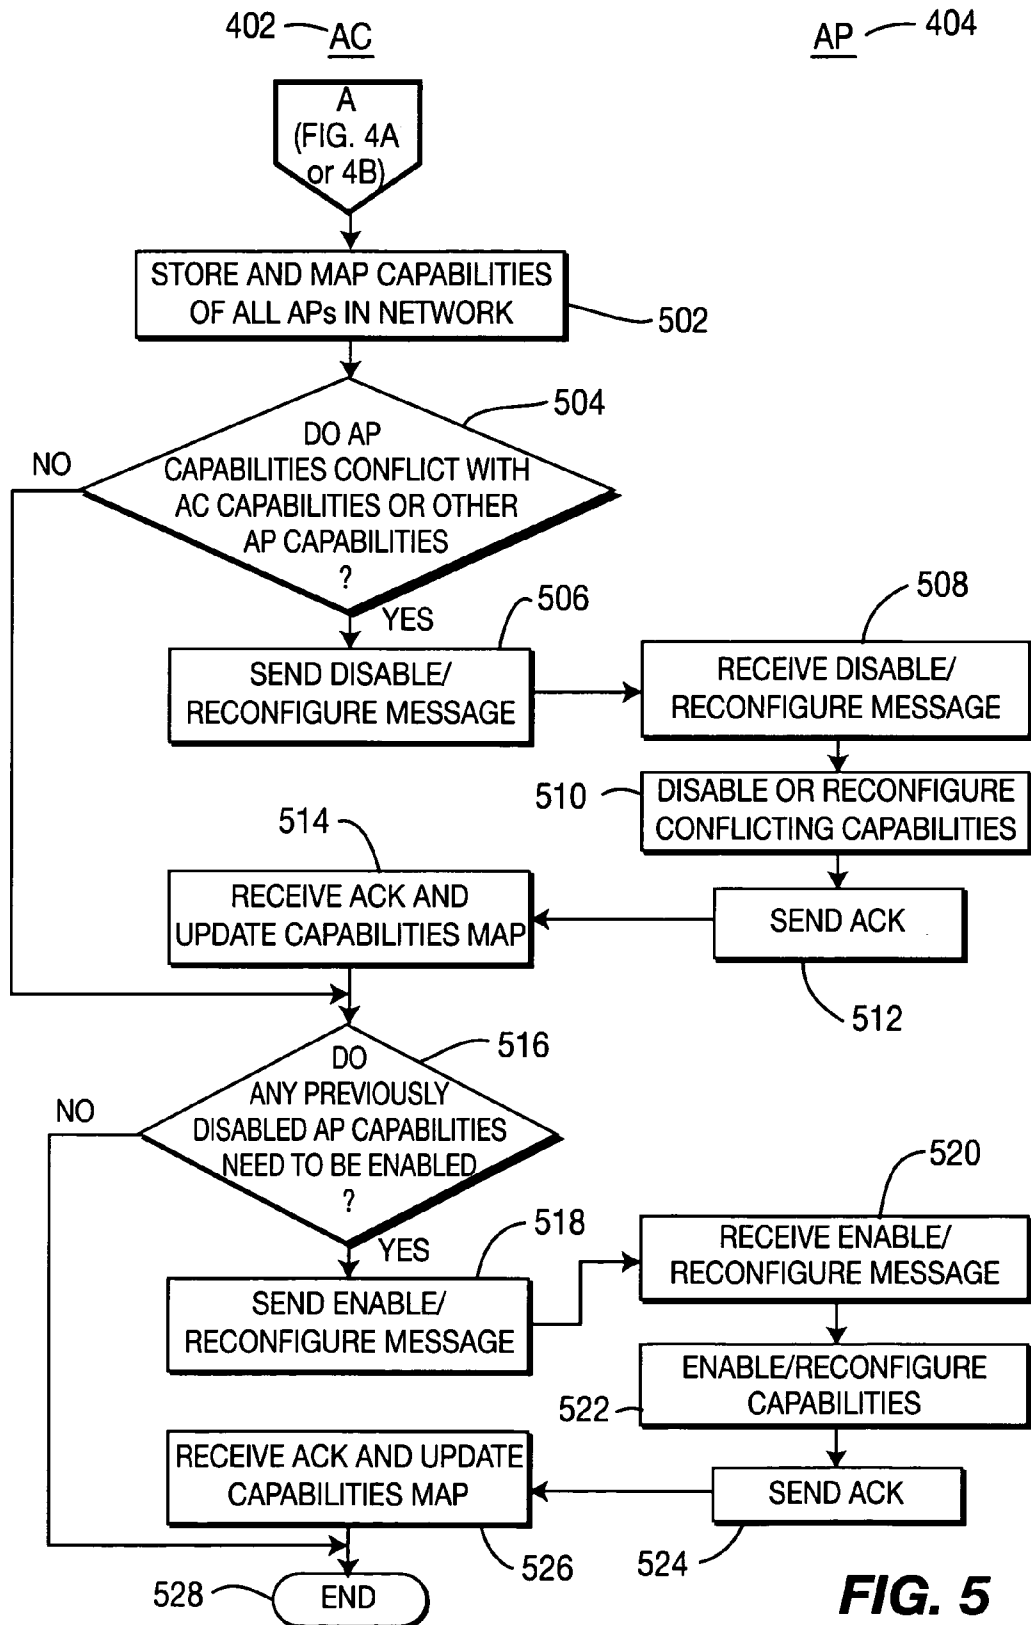 402 AC
AP 404
A
(FIG. 4A
or 4B)
STORE AND MAP CAPABILITIES
OF ALL APs IN NETWORK
502
504
DO AP
CAPABILITIES CONFLICT WITH
AC CAPABILITIES OR OTHER
AP CAPABILITIES
?
NO
YES
506
SEND DISABLE/
RECONFIGURE MESSAGE
508
RECEIVE DISABLE/
RECONFIGURE MESSAGE
510
DISABLE OR RECONFIGURE
CONFLICTING CAPABILITIES
514
RECEIVE ACK AND
UPDATE CAPABILITIES MAP
SEND ACK
512
516
DO
ANY PREVIOUSLY
DISABLED AP CAPABILITIES
NEED TO BE ENABLED
?
NO
YES
518
SEND ENABLE/
RECONFIGURE MESSAGE
520
RECEIVE ENABLE/
RECONFIGURE MESSAGE
522
ENABLE/RECONFIGURE
CAPABILITIES
RECEIVE ACK AND UPDATE
CAPABILITIES MAP
526
SEND ACK
524
528
END
FIG. 5